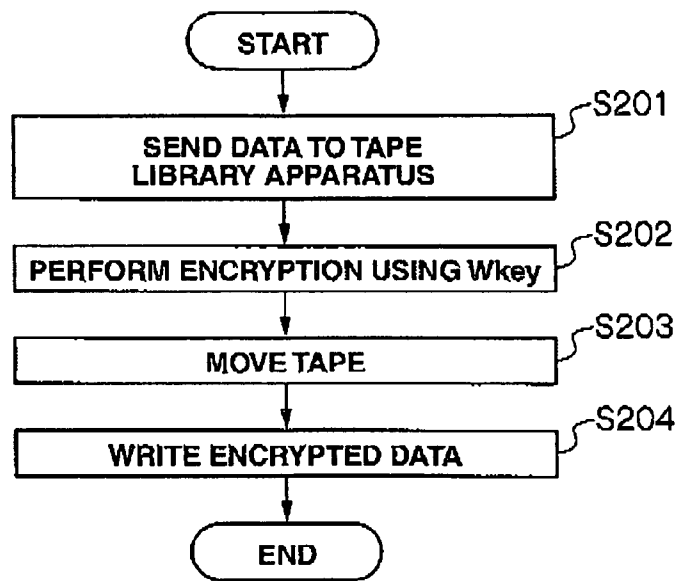 START
S201
SEND DATA TO TAPE
LIBRARY APPARATUS
S202
PERFORM ENCRYPTION USING Wkey
S203
MOVE TAPE
S204
WRITE ENCRYPTED DATA
END